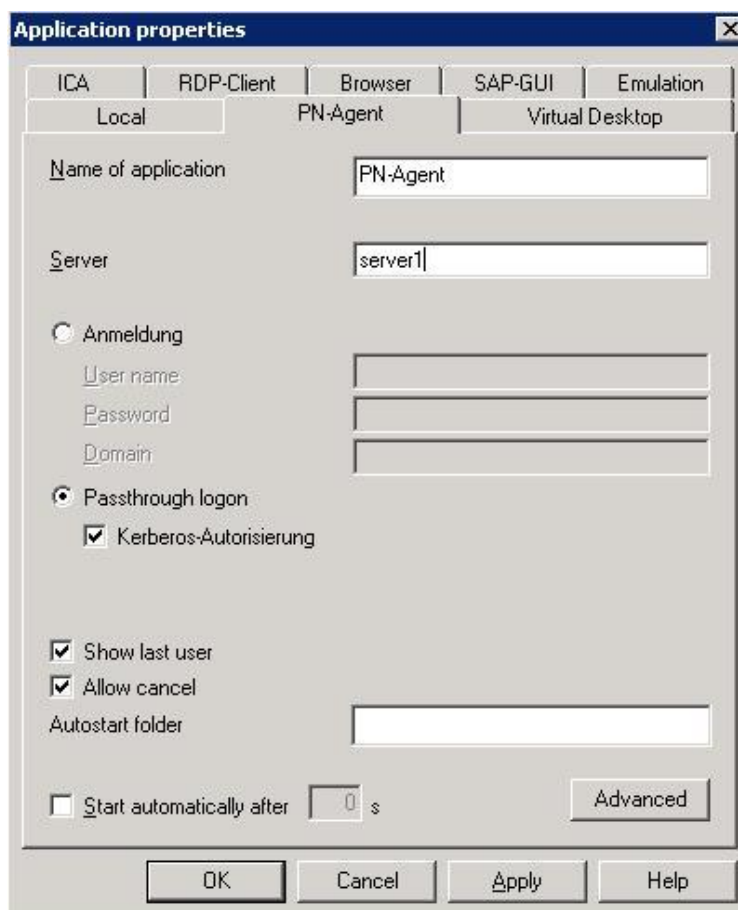 Application properties
ICA RDP-Client Browser SAP-GUI Emulation
Local PN-Agent Virtual Desktop
Name of application PN-Agent
Server server1
Anmeldung
User name
Password
Domain
Passthrough logon
Kerberos-Autorisierung
Show last user
Allow cancel
Autostart folder
Start automatically after 0 s Advanced
OK Cancel Apply Help